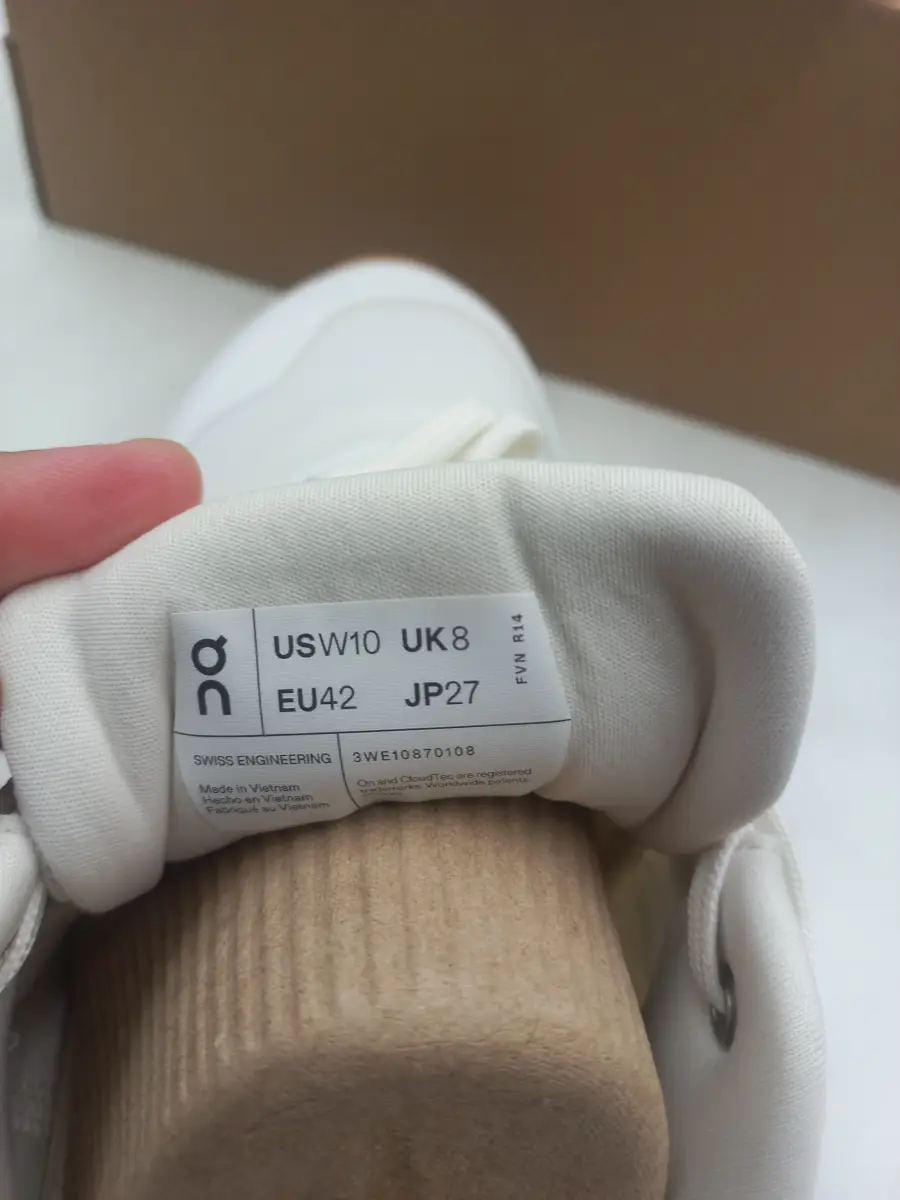 USW10 UK8
EU42 JP27
FVN R14
SWISS ENGINEERING
Made in Vietnam
Hecho en Vietnam
Fabriqué au Vietnam
3WE10870108
On and CloudTec are registered
trademarks. Worldwide patents